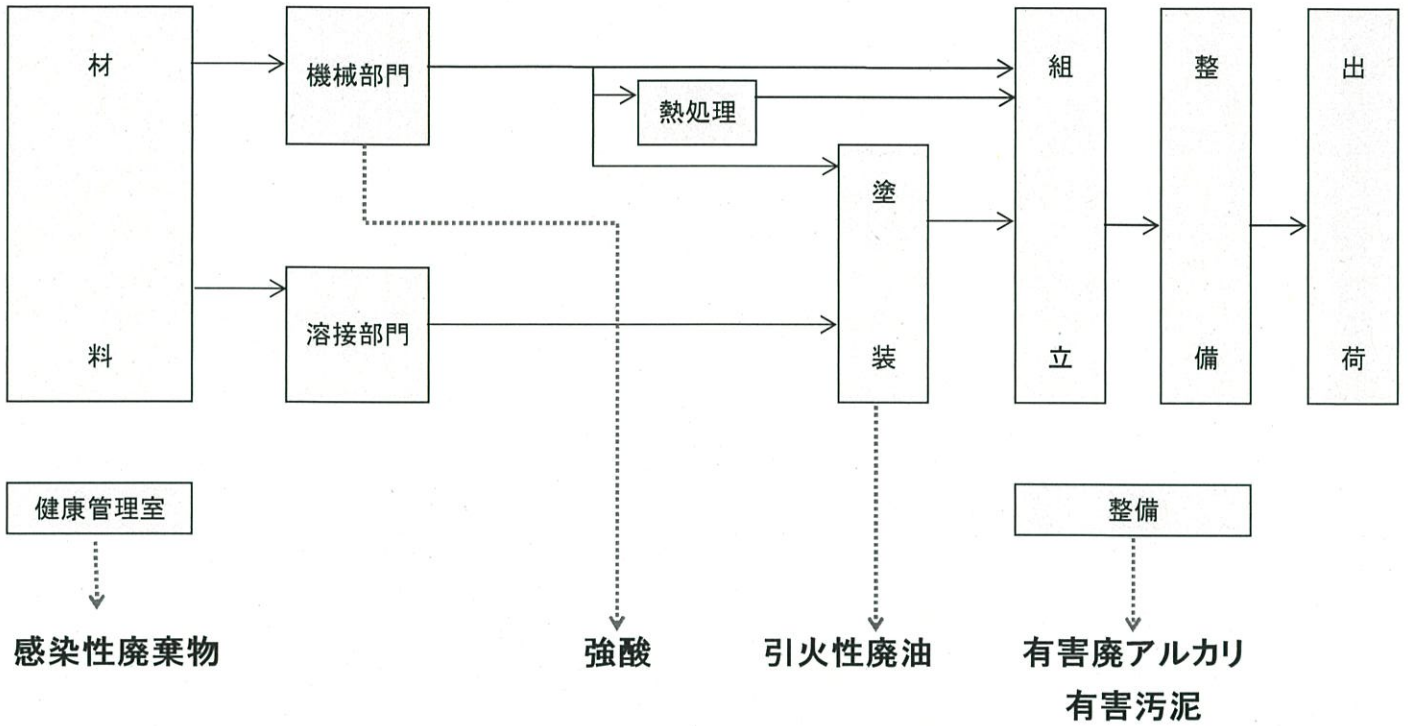 材料
機械部門
熱処理
溶接部門
塗装
組立
整備
出荷
健康管理室
整備
感染性廃棄物
強酸
引火性廃油
有害廃アルカリ
有害汚泥